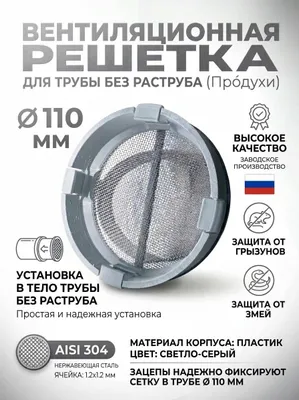 ВЕНТИЛЯЦИОННАЯ
РЕШЕТКА
ДЛЯ ТРУБЫ БЕЗ РАСТРУБА (Прóдухи)
Ø 110
ММ
ВЫСОКОЕ
КАЧЕСТВО
ЗАВОДСКОЕ
ПРОИЗВОДСТВО
ЗАЩИТА ОТ
ГРЫЗУНОВ
УСТАНОВКА
В ТЕЛО ТРУБЫ
БЕЗ РАСТРУБА
Простая и надежная установка
ЗАЩИТА ОТ
ЗМЕЙ
AISI 304
НЕРЖАВЕЮЩАЯ СТАЛЬ
ЯЧЕЙКА: 1.2х1.2 мм
МАТЕРИАЛ КОРПУСА: ПЛАСТИК
ЦВЕТ: СВЕТЛО-СЕРЫЙ
ЗАЦЕПЫ НАДЕЖНО ФИКСИРУЮТ
СЕТКУ В ТРУБЕ Ø 110 ММ